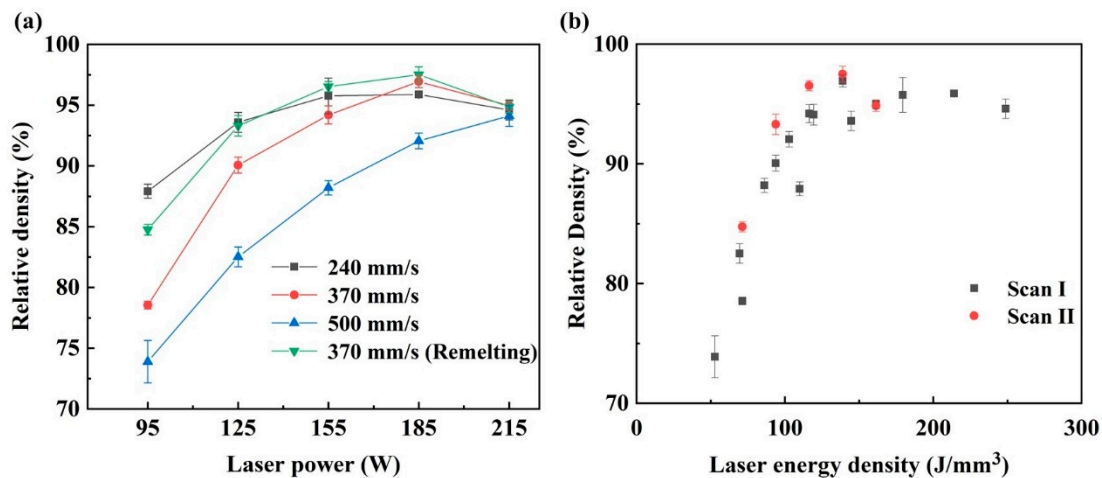 (a)
100
95
90
85
80
75
70
Relative density (%)
240 mm/s
370 mm/s
500 mm/s
370 mm/s (Remelting)
95 125 155 185 215
Laser power (W)
(b)
100
90
80
70
Relative Density (%)
Scan I
Scan II
0 100 200 300
Laser energy density (J/mm³)